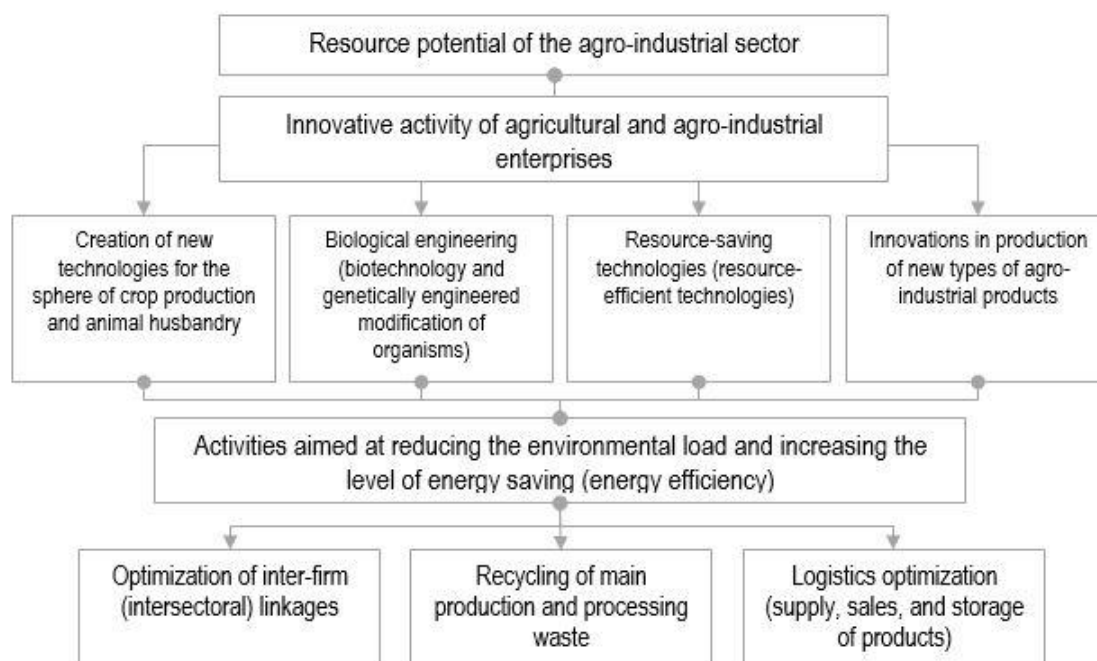 Resource potential of the agro-industrial sector
Innovative activity of agricultural and agro-industrial
enterprises
Creation of new
technologies for the
sphere of crop production
and animal husbandry
Biological engineering
(biotechnology and
genetically engineered
modification of
organisms)
Resource-saving
technologies (resource-
efficient technologies)
Innovations in production
of new types of agro-
industrial products
Activities aimed at reducing the environmental load and increasing the
level of energy saving (energy efficiency)
Optimization of inter-firm
(intersectoral) linkages
Recycling of main
production and processing
waste
Logistics optimization
(supply, sales, and storage
of products)